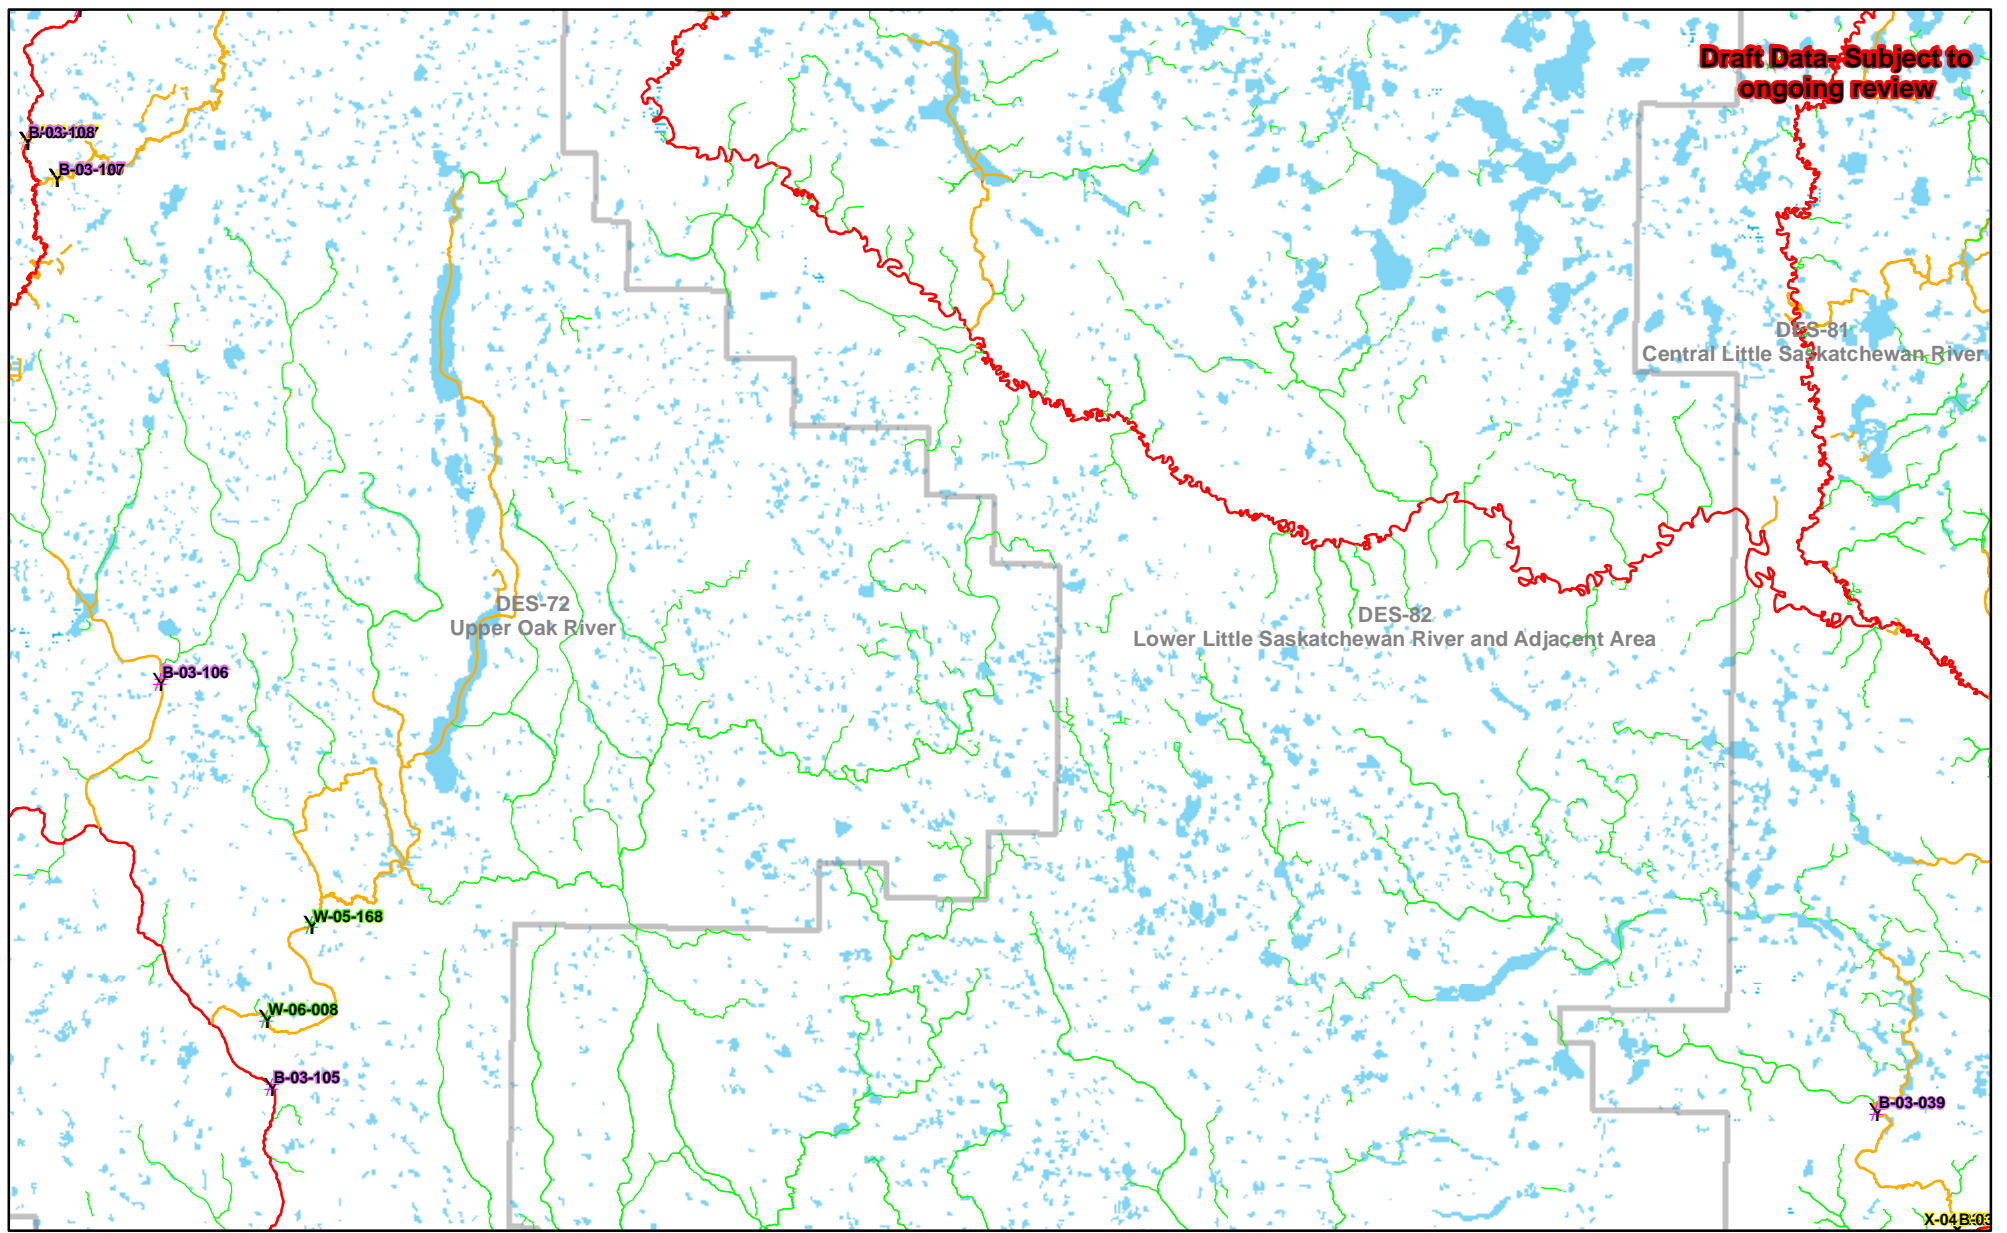 Draft Data- Subject to
ongoing review
B-03-108
B-03-107
DES-81
Central Little Saskatchewan River
DES-72
Upper Oak River
DES-82
Lower Little Saskatchewan River and Adjacent Area
B-03-106
W-05-168
W-06-008
B-03-105
B-03-039
X-04